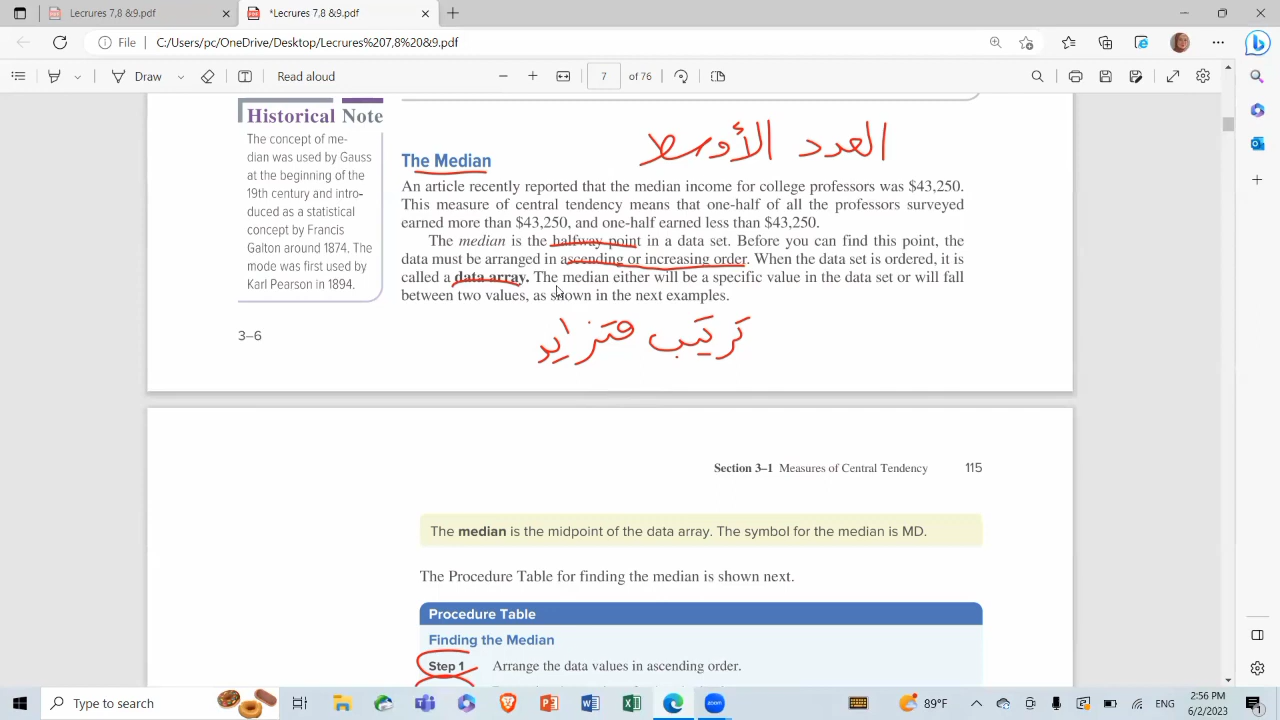 Lectures 7,8 &9.pdf
Lectures 7,8 &9.pdf
File
C:/Users/pc/Desktop/Lectures%207,8%20&9.pdf
Draw
Read aloud
7
of 76
Historical Note
The concept of me-
dian was used by Gauss
at the beginning of the
19th century and intro-
duced as a statistical
concept by Francis
Galton around 1874. The
mode was first used by
Karl Pearson in 1894.
3–6
العدد الأوسط
The Median
An article recently reported that the median income for college professors was $43,250.
This measure of central tendency means that one-half of all the professors surveyed
earned more than $43,250, and one-half earned less than $43,250.
The median is the halfway point in a data set. Before you can find this point, the
data must be arranged in ascending or increasing order. When the data set is ordered, it is
called a data array. The median either will be a specific value in the data set or will fall
between two values, as shown in the next examples.
ترتيب متزايد
Section 3–1 Measures of Central Tendency 115
The median is the midpoint of the data array. The symbol for the median is MD.
The Procedure Table for finding the median is shown next.
Procedure Table
Finding the Median
Step 1 Arrange the data values in ascending order.
Type here to search
zoom
89°F
2:56 PM
6/2/2023